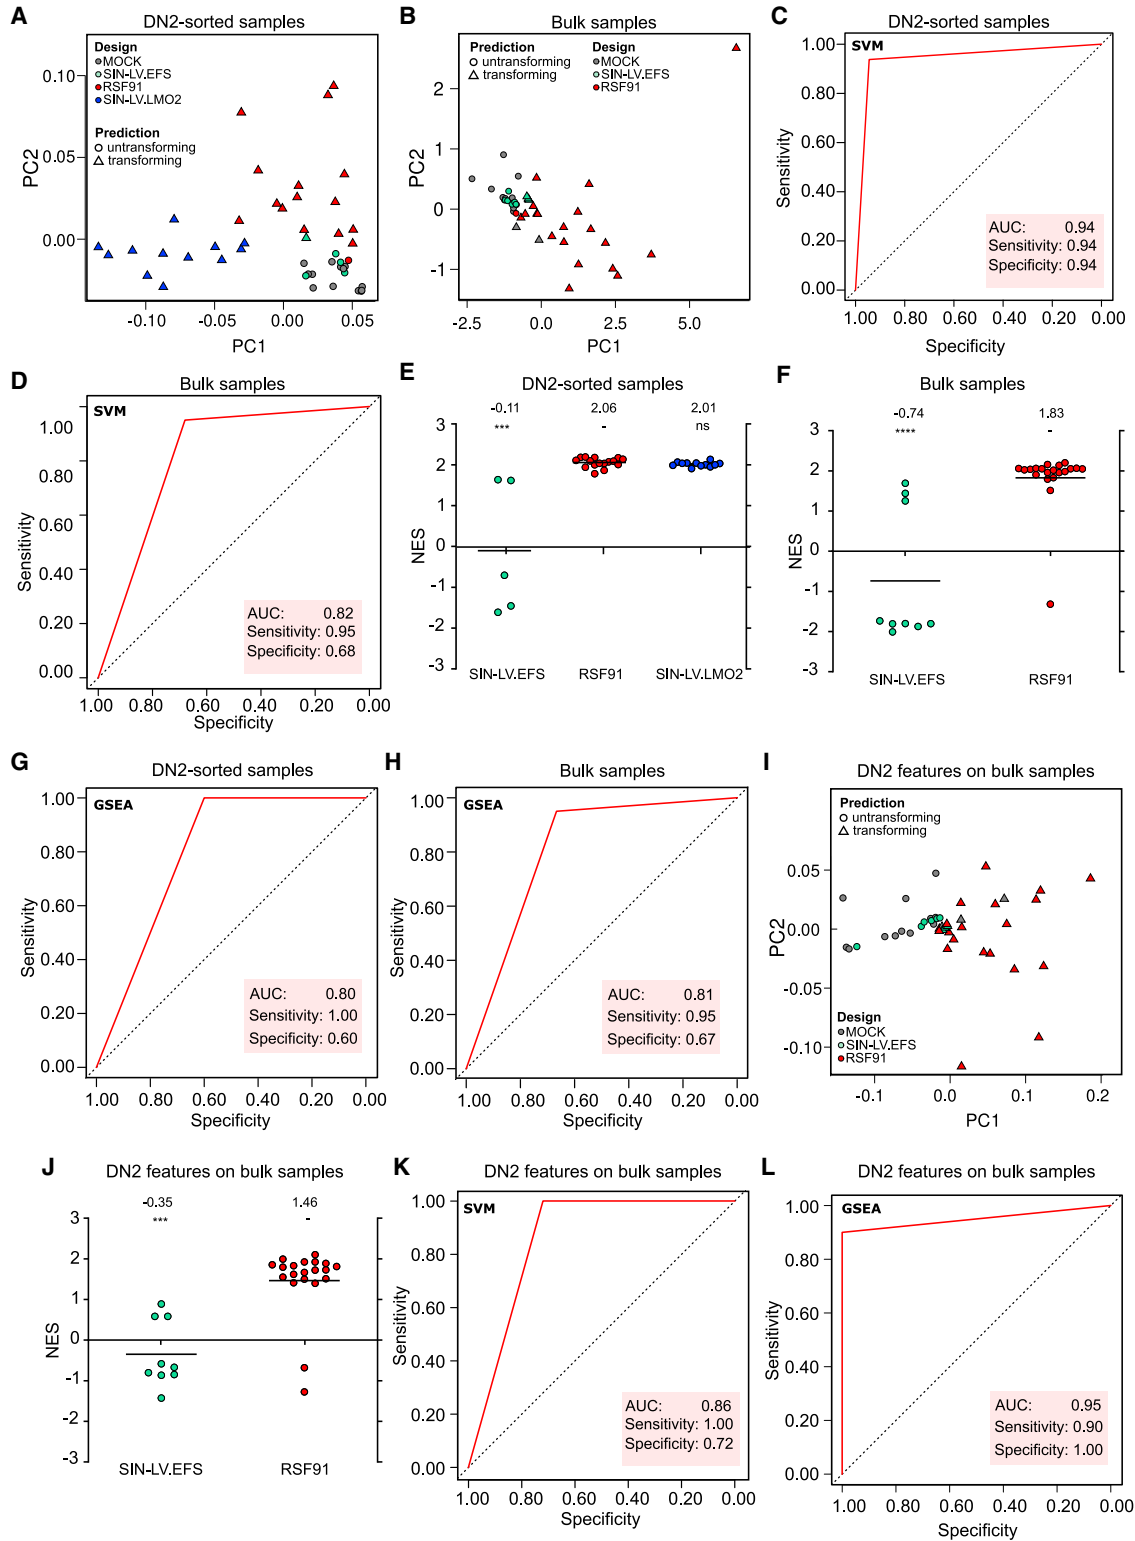 A
DN2-sorted samples
Design
MOCK
SIN-LV.EFS
RSF91
SIN-LV.LMO2
Prediction
untransforming
transforming
PC2
0.10
0.05
0.00
-0.10
-0.05
0.00
0.05
PC1
B
Bulk samples
Prediction
untransforming
transforming
Design
MOCK
SIN-LV.EFS
RSF91
PC2
2
1
0
-1
-2.5
0.0
2.5
5.0
PC1
C
DN2-sorted samples
SVM
Sensitivity
1.00
0.80
0.60
0.40
0.20
0.00
AUC: 0.94
Sensitivity: 0.94
Specificity: 0.94
1.00 0.80 0.60 0.40 0.20 0.00
Specificity
D
Bulk samples
SVM
Sensitivity
1.00
0.80
0.60
0.40
0.20
0.00
AUC: 0.82
Sensitivity: 0.95
Specificity: 0.68
1.00 0.80 0.60 0.40 0.20 0.00
Specificity
E
DN2-sorted samples
-0.11 2.06 2.01
*** - ns
NES
3
2
1
0
-1
-2
-3
SIN-LV.EFS RSF91 SIN-LV.LMO2
F
Bulk samples
-0.74 1.83
**** -
NES
3
2
1
0
-1
-2
-3
SIN-LV.EFS RSF91
G
DN2-sorted samples
GSEA
Sensitivity
1.00
0.80
0.60
0.40
0.20
0.00
AUC: 0.80
Sensitivity: 1.00
Specificity: 0.60
1.00 0.80 0.60 0.40 0.20 0.00
Specificity
H
Bulk samples
GSEA
Sensitivity
1.00
0.80
0.60
0.40
0.20
0.00
AUC: 0.81
Sensitivity: 0.95
Specificity: 0.67
1.00 0.80 0.60 0.40 0.20 0.00
Specificity
I
DN2 features on bulk samples
Prediction
untransforming
transforming
PC2
0.05
0.00
-0.05
-0.10
Design
MOCK
SIN-LV.EFS
RSF91
-0.1 0.0 0.1 0.2
PC1
J
DN2 features on bulk samples
-0.35 1.46
*** -
NES
3
2
1
0
-1
-2
-3
SIN-LV.EFS RSF91
K
DN2 features on bulk samples
SVM
Sensitivity
1.00
0.80
0.60
0.40
0.20
0.00
AUC: 0.86
Sensitivity: 1.00
Specificity: 0.72
1.00 0.80 0.60 0.40 0.20 0.00
Specificity
L
DN2 features on bulk samples
GSEA
Sensitivity
1.00
0.80
0.60
0.40
0.20
0.00
AUC: 0.95
Sensitivity: 0.90
Specificity: 1.00
1.00 0.80 0.60 0.40 0.20 0.00
Specificity